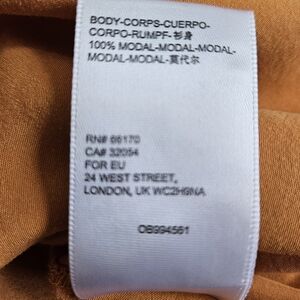 BODY-CORPS-CUERPO-
CORPO-RUMPF-衫身
100% MODAL-MODAL-MODAL-
MODAL-MODAL-莫代尔
RN# 66170
CA# 32054
FOR EU
24 WEST STREET,
LONDON, UK WC2H9NA
OB994561